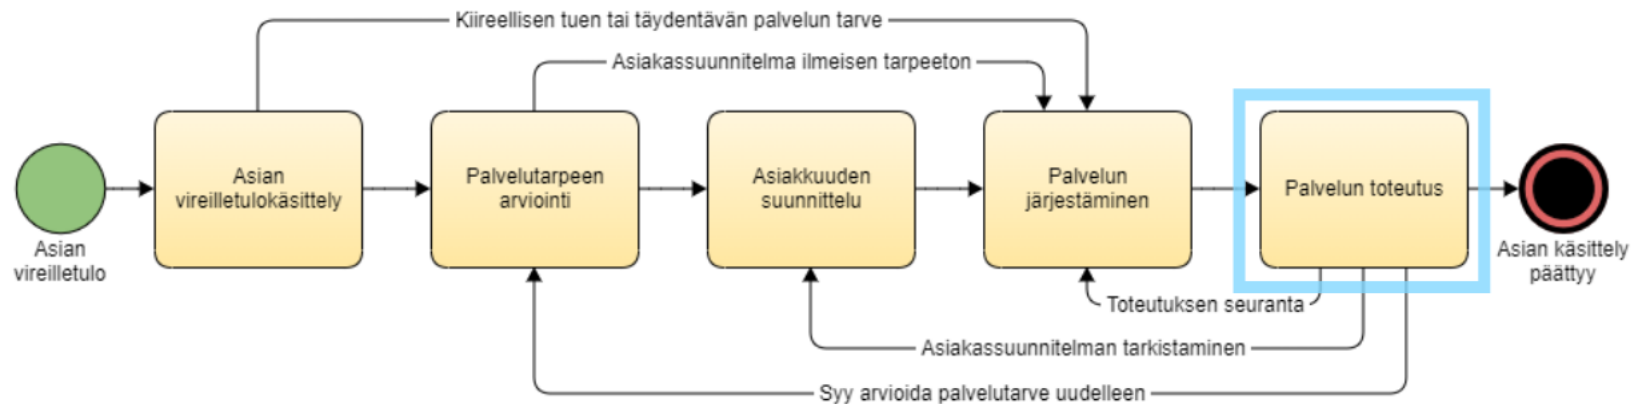 Kiireellisen tuen tai täydentävän palvelun tarve
Asiakassuunnitelma ilmeisen tarpeeton
Asian
vireilletulo
Asian
vireilletulokäsittely
Palvelutarpeen
arviointi
Asiakkuuden
suunnittelu
Palvelun
järjestäminen
Palvelun toteutus
Asian käsittely
päättyy
Toteutuksen seuranta
Asiakassuunnitelman tarkistaminen
Syy arvioida palvelutarve uudelleen